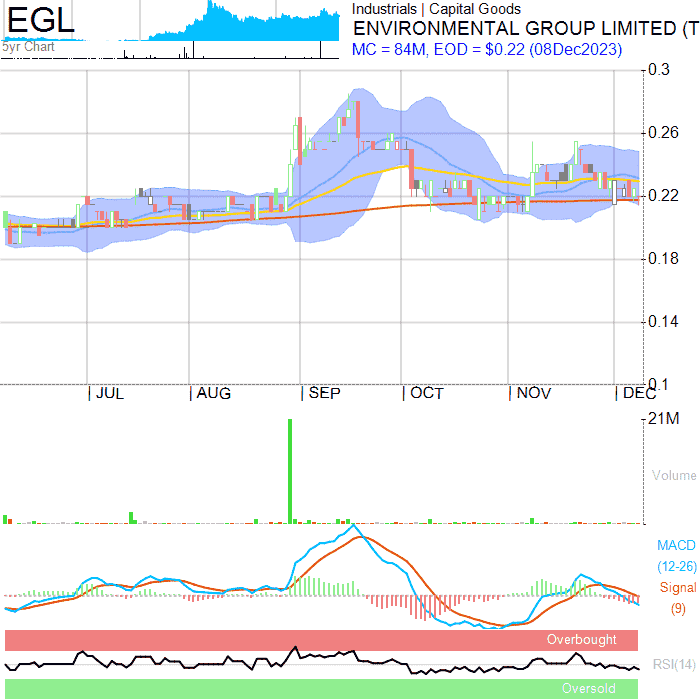 EGL
5yr Chart
Industrials | Capital Goods
ENVIRONMENTAL GROUP LIMITED (T
MC = 84M, EOD = $0.22 (08Dec2023)
0.3
0.26
0.22
0.18
0.14
0.1
JUL AUG SEP OCT NOV DEC
21M
Volume
MACD
(12-26)
Signal
(9)
Overbought
RSI(14)
Oversold